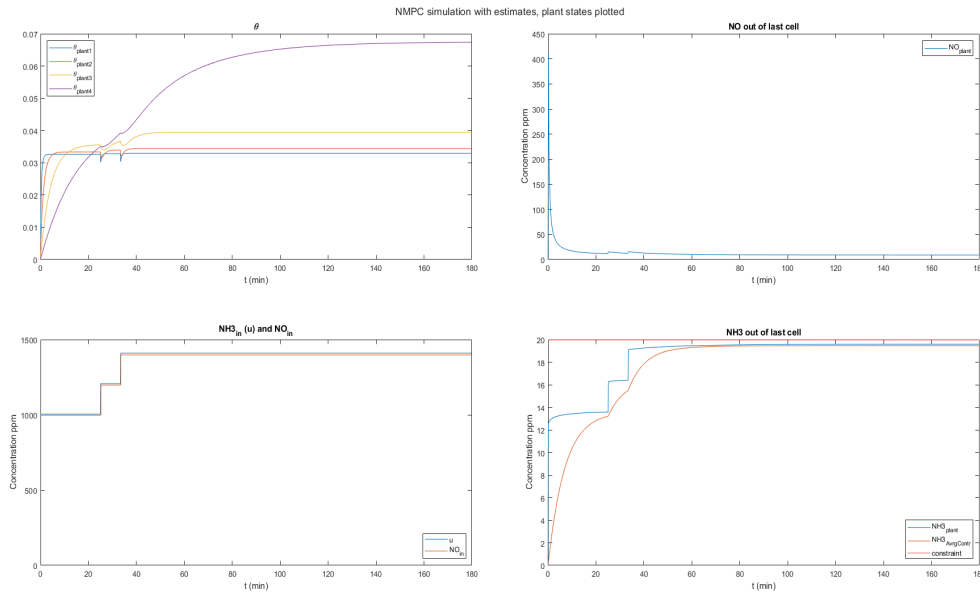 NMPC simulation with estimates, plant states plotted
θ
0.07
0.06
0.05
0.04
0.03
0.02
0.01
0
θplant1
θplant2
θplant3
θplant4
0 20 40 60 80 100 120 140 160 180
t (min)
NO out of last cell
Concentration ppm
450
400
350
300
250
200
150
100
50
0
NOplant
0 20 40 60 80 100 120 140 160 180
t (min)
NH3in (u) and NOin
Concentration ppm
1500
1000
500
0
u
NOin
0 20 40 60 80 100 120 140 160 180
t (min)
NH3 out of last cell
Concentration ppm
20
18
16
14
12
10
8
6
4
2
0
NH3plant
NH3AvrgContr
constraint
0 20 40 60 80 100 120 140 160 180
t (min)